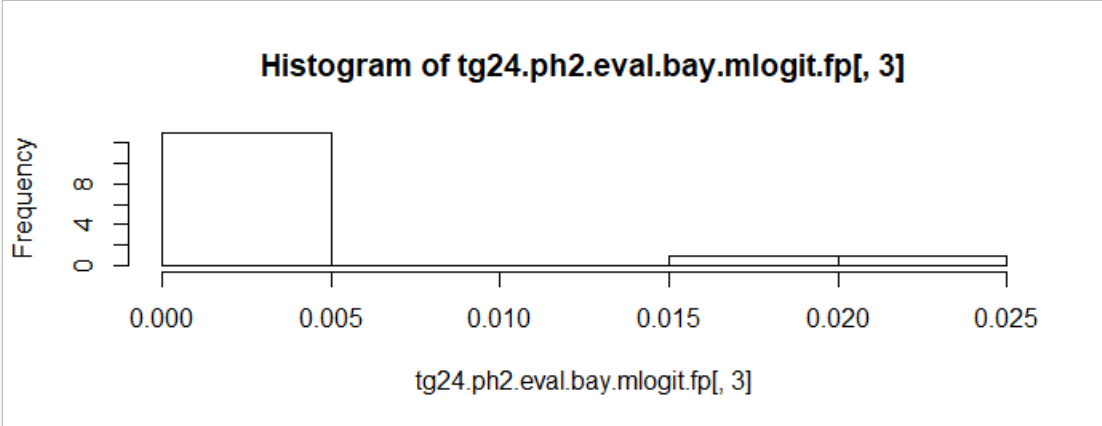 Histogram of tg24.ph2.eval.bay.mlogit.fp[, 3]
Frequency
8
4
0
0.000 0.005 0.010 0.015 0.020 0.025
tg24.ph2.eval.bay.mlogit.fp[, 3]